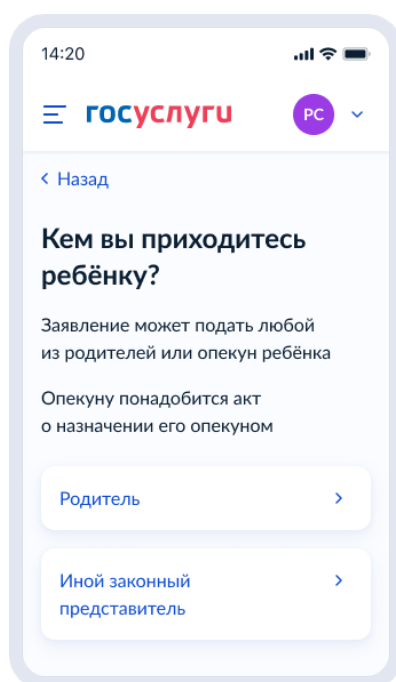 14:20
госуслуги
РС
Назад
Кем вы приходитесь
ребёнку?
Заявление может подать любой
из родителей или опекун ребёнка
Опекуну понадобится акт
о назначении его опекуном
Родитель
Иной законный
представитель